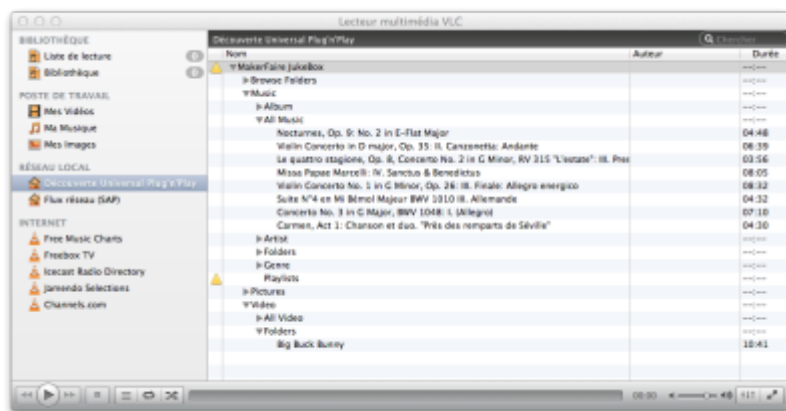 Lecteur multimédia VLC
BIBLIOTHÈQUE
Liste de lecture 0
Bibliothèque 0
POSTE DE TRAVAIL
Mes Vidéos
Ma Musique
Mes Images
RÉSEAU LOCAL
Découverte Universal Plug'n'Play
Flux réseau (SAP)
INTERNET
Free Music Charts
Freebox TV
Icecast Radio Directory
Jamendo Selections
Channels.com
Découverte Universal Plug'n'Play
Chercher
Nom Auteur Durée
MakerFaire JukeBox --:--
Browse Folders --:--
Music --:--
Album --:--
All Music --:--
Nocturnes, Op. 9: No. 2 in E-Flat Major 04:48
Violin Concerto in D major, Op. 35: II. Canzonetta: Andante 06:39
Le quattro stagione, Op. 8, Concerto No. 2 in G Minor, RV 315 "L'estate": III. Pres 03:56
Missa Papae Marcelli: IV. Sanctus & Benedictus 08:05
Violin Concerto No. 1 in G Minor, Op. 26: III. Finale: Allegro energico 08:32
Suite N°4 en Mi Bémol Majeur BWV 1010 III. Allemande 04:32
Concerto No. 3 in G Major, BWV 1048: I. (Allegro) 07:10
Carmen, Act 1: Chanson et duo. "Près des remparts de Séville" 04:30
Artist --:--
Folders --:--
Genre --:--
Playlists --:--
Pictures --:--
Video --:--
All Video --:--
Folders --:--
Big Buck Bunny 10:41
00:00